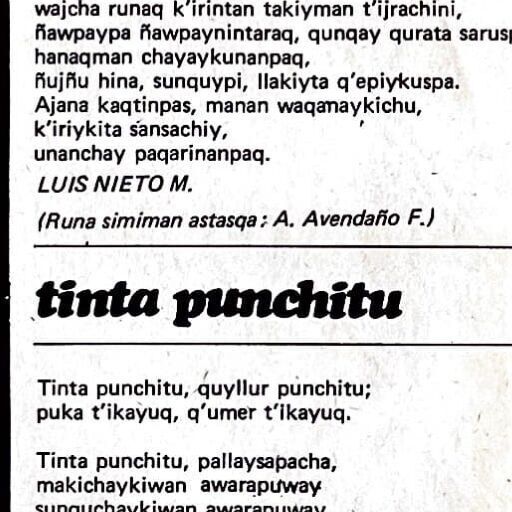 wajcha runaq k'irintan takiyman t'ijrachini,
ñawpaypa ñawpaynintaraq, qunqay qurata sarusp
hanaqman chayaykunanpaq,
ñujñu hina, sunquypi, llakiyta q'epiykuspa.
Ajana kaqtinpas, manan waqamaykichu,
k'iriykita sansachiy,
unanchay paqarinanpaq.
LUIS NIETO M.
(Runa simiman astasqa: A. Avendaño F.)
tinta punchitu
Tinta punchitu, quyllur punchitu;
puka t'ikayuq, q'umer t'ikayuq.
Tinta punchitu, pallaysapacha,
makichaykiwan awarapuway
sunquchaykiwan awarapuway